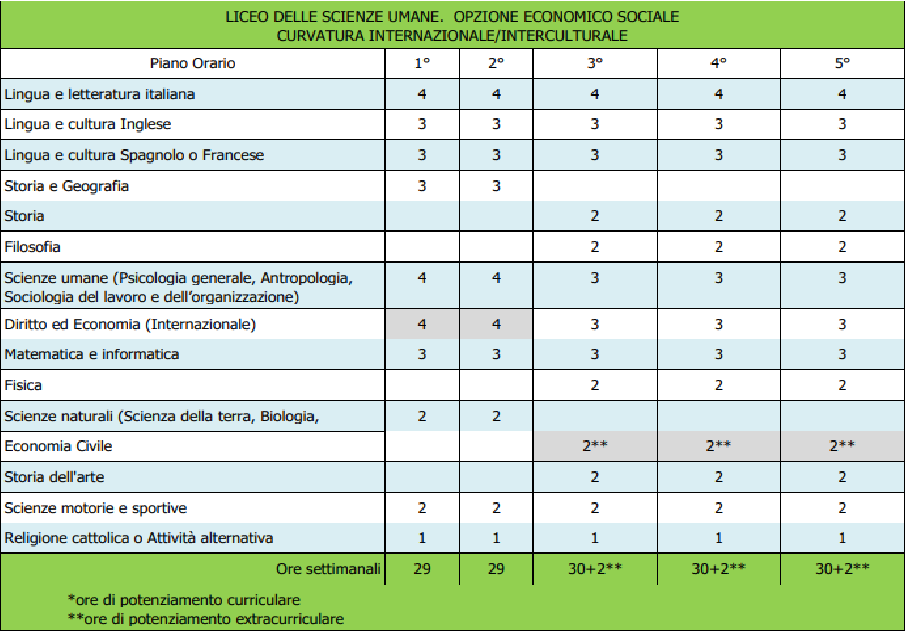 LICEO DELLE SCIENZE UMANE. OPZIONE ECONOMICO SOCIALE
CURVATURA INTERNAZIONALE/INTERCULTURALE
Piano Orario 1° 2° 3° 4° 5°
Lingua e letteratura italiana 4 4 4 4 4
Lingua e cultura Inglese 3 3 3 3 3
Lingua e cultura Spagnolo o Francese 3 3 3 3 3
Storia e Geografia 3 3
Storia 2 2 2
Filosofia 2 2 2
Scienze umane (Psicologia generale, Antropologia,
Sociologia del lavoro e dell'organizzazione) 4 4 3 3 3
Diritto ed Economia (Internazionale) 4 4 3 3 3
Matematica e informatica 3 3 3 3 3
Fisica 2 2 2
Scienze naturali (Scienza della terra, Biologia, 2 2
Economia Civile 2** 2** 2**
Storia dell'arte 2 2 2
Scienze motorie e sportive 2 2 2 2 2
Religione cattolica o Attività alternativa 1 1 1 1 1
Ore settimanali 29 29 30+2** 30+2** 30+2**
*ore di potenziamento curriculare
**ore di potenziamento extracurriculare